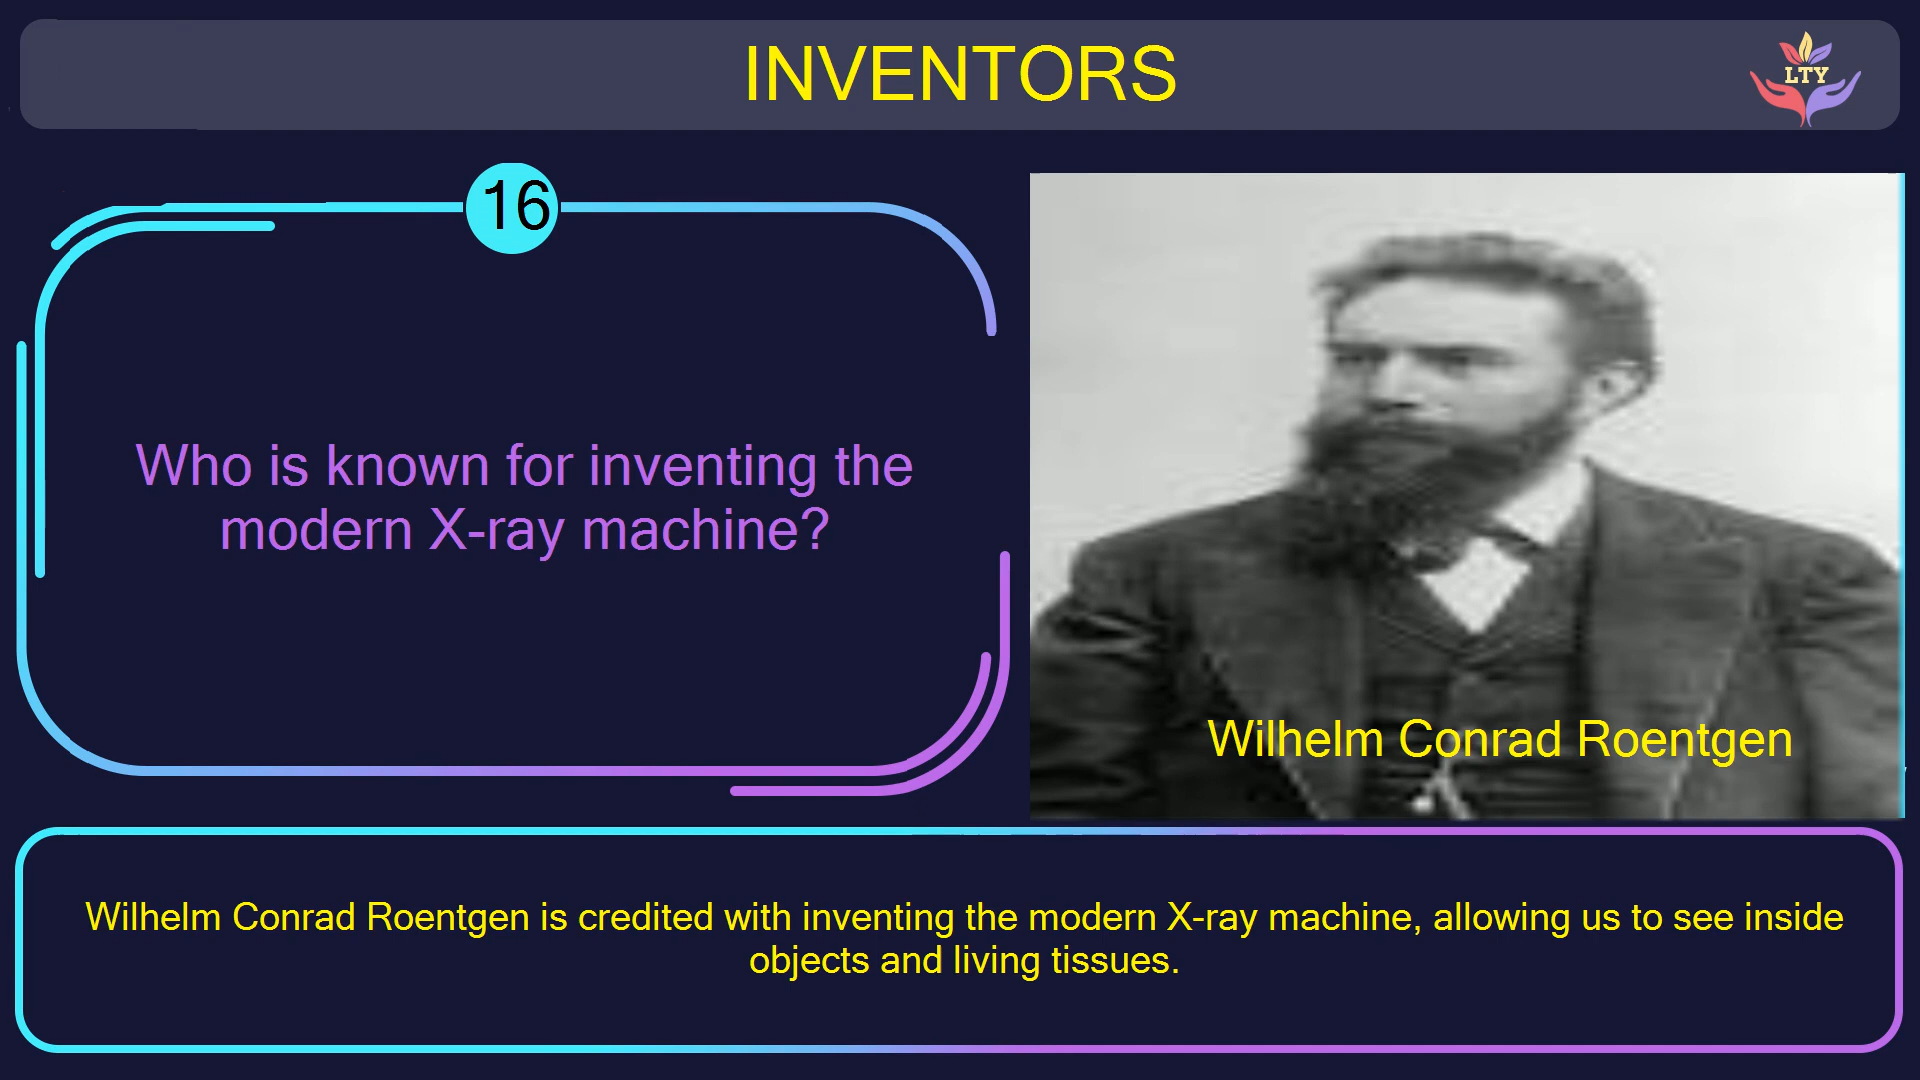 INVENTORS
LTY
16
Who is known for inventing the
modern X-ray machine?
Wilhelm Conrad Roentgen
Wilhelm Conrad Roentgen is credited with inventing the modern X-ray machine, allowing us to see inside
objects and living tissues.